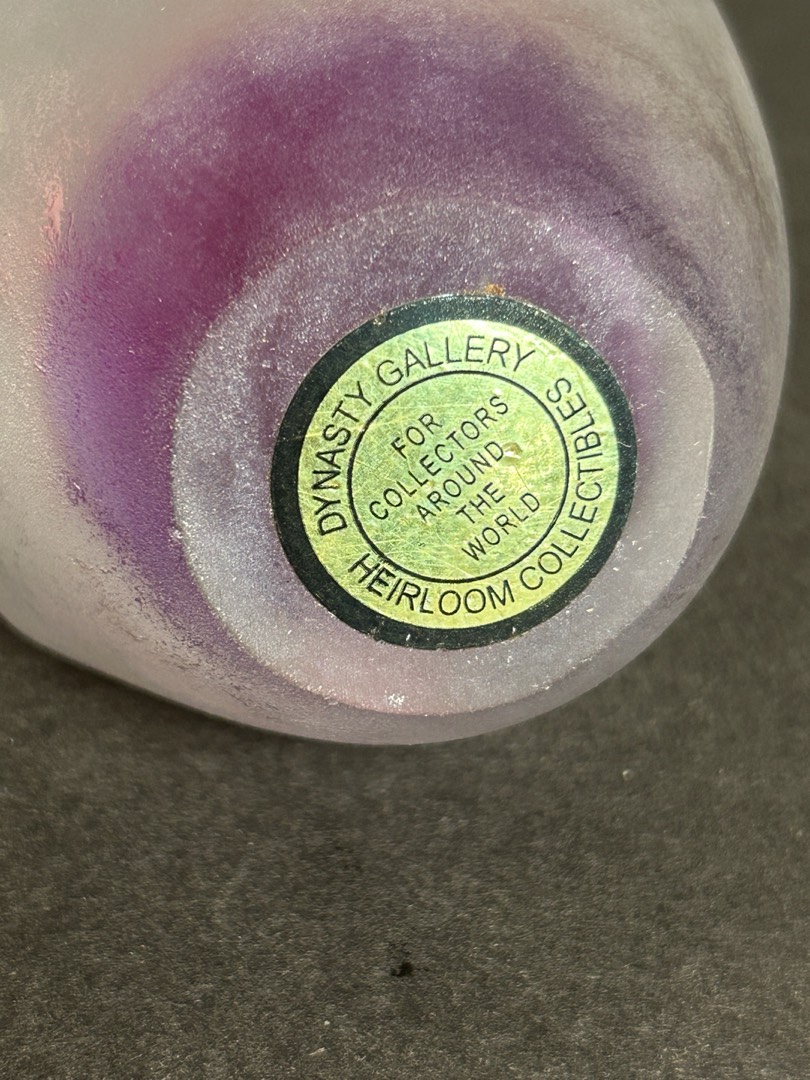 DYNASTY GALLERY
HEIRLOOM COLLECTIBLES
FOR
COLLECTORS
AROUND
THE
WORLD